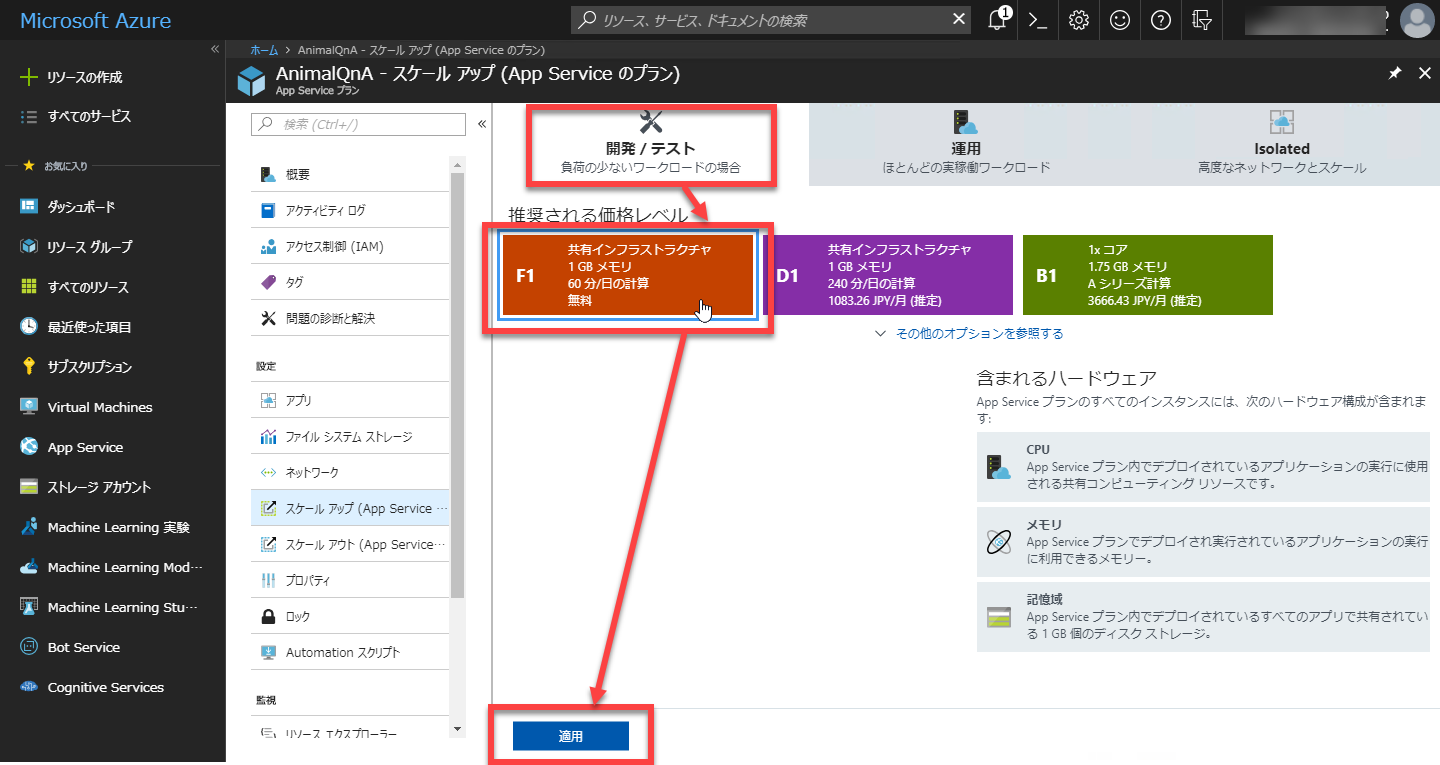 Microsoft Azure
リソース、サービス、ドキュメントの検索
1
ホーム > AnimalQnA - スケール アップ (App Service のプラン)
AnimalQnA - スケール アップ (App Service のプラン)
App Service プラン
リソースの作成
すべてのサービス
お気に入り
ダッシュボード
リソース グループ
すべてのリソース
最近使った項目
サブスクリプション
Virtual Machines
App Service
ストレージ アカウント
Machine Learning 実験
Machine Learning Mod…
Machine Learning Stu…
Bot Service
Cognitive Services
検索 (Ctrl+/)
概要
アクティビティ ログ
アクセス制御 (IAM)
タグ
問題の診断と解決
設定
アプリ
ファイル システム ストレージ
ネットワーク
スケール アップ (App Service …
スケール アウト (App Service…
プロパティ
ロック
Automation スクリプト
監視
リソース エクスプローラー
開発 / テスト
負荷の少ないワークロードの場合
運用
ほとんどの実稼働ワークロード
Isolated
高度なネットワークとスケール
推奨される価格レベル
F1
共有インフラストラクチャ
1 GB メモリ
60 分/日の計算
無料
D1
共有インフラストラクチャ
1 GB メモリ
240 分/日の計算
1083.26 JPY/月 (推定)
B1
1x コア
1.75 GB メモリ
A シリーズ計算
3666.43 JPY/月 (推定)
その他のオプションを参照する
含まれるハードウェア
App Service プランのすべてのインスタンスには、次のハードウェア構成が含まれま
す:
CPU
App Service プラン内でデプロイされているアプリケーションの実行に使用
される共有コンピューティング リソースです。
メモリ
App Service プランでデプロイされ実行されているアプリケーションの実行
に利用できるメモリー。
記憶域
App Service プラン内でデプロイされているすべてのアプリで共有されてい
る 1 GB 個のディスク ストレージ。
適用